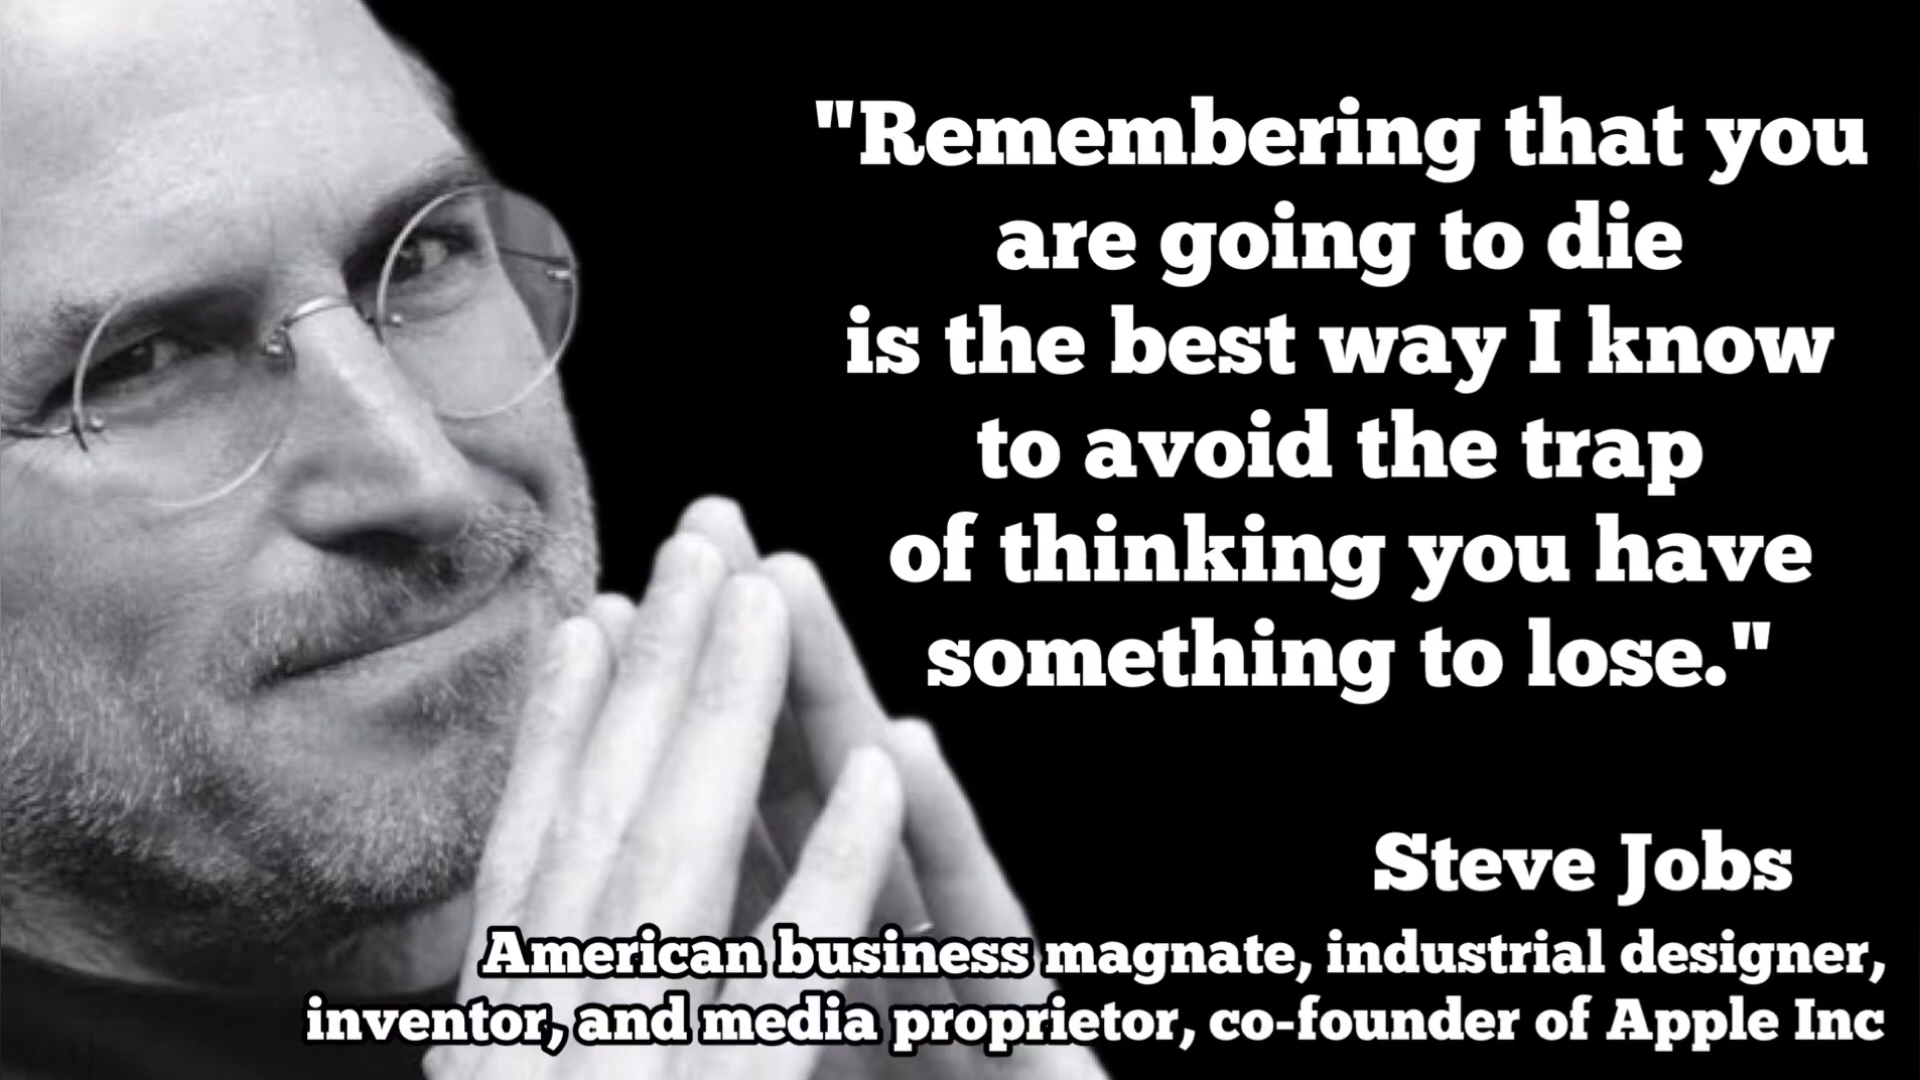 "Remembering that you
are going to die
is the best way I know
to avoid the trap
of thinking you have
something to lose."
Steve Jobs
American business magnate, industrial designer,
inventor, and media proprietor, co-founder of Apple Inc